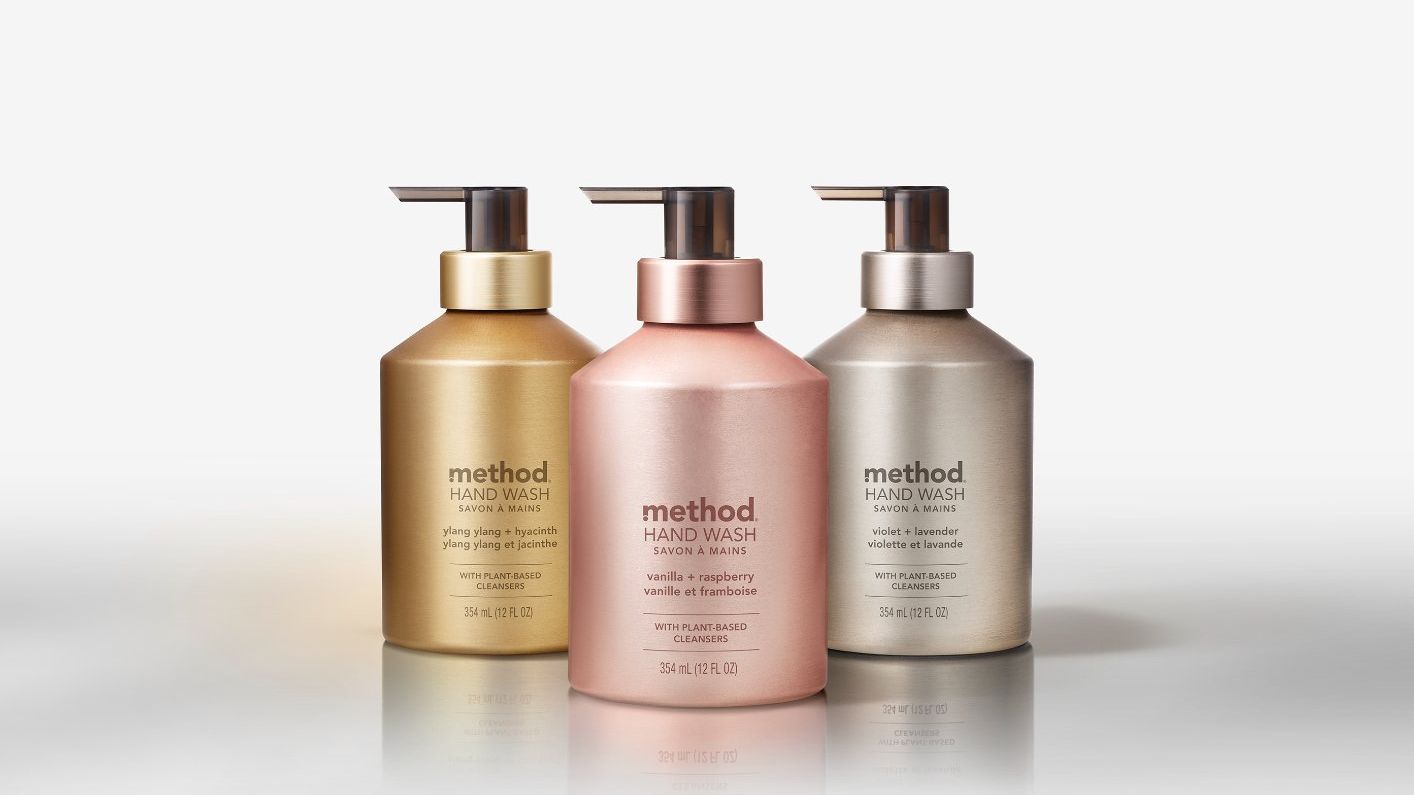 method
HAND WASH
SAVON À MAINS
ylang ylang + hyacinth
ylang ylang et jacinthe
WITH PLANT-BASED
CLEANSERS
354 mL (12 FL OZ)
method
HAND WASH
SAVON À MAINS
vanilla + raspberry
vanille et framboise
WITH PLANT-BASED
CLEANSERS
354 mL (12 FL OZ)
method
HAND WASH
SAVON À MAINS
violet + lavender
violette et lavande
WITH PLANT-BASED
CLEANSERS
354 mL (12 FL OZ)